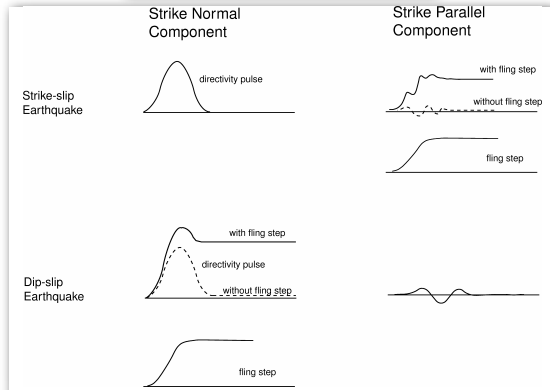 Strike Normal
Component
Strike Parallel
Component
Strike-slip
Earthquake
directivity pulse
with fling step
without fling step
fling step
Dip-slip
Earthquake
with fling step
directivity pulse
without fling step
fling step